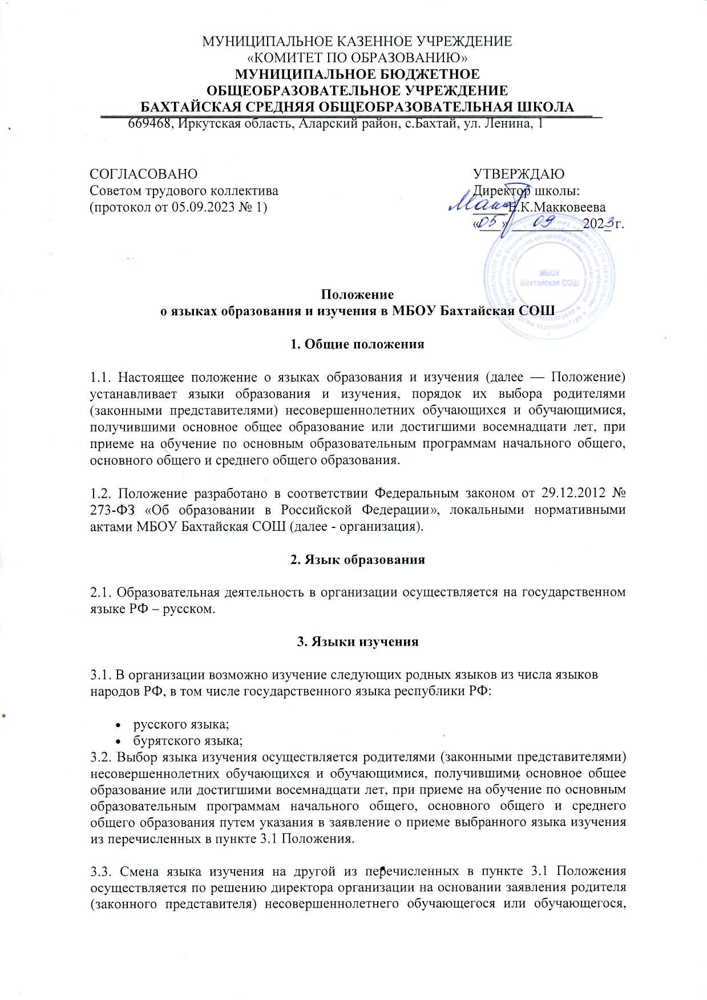 МУНИЦИПАЛЬНОЕ КАЗЕННОЕ УЧРЕЖДЕНИЕ
«КОМИТЕТ ПО ОБРАЗОВАНИЮ»
МУНИЦИПАЛЬНОЕ БЮДЖЕТНОЕ
ОБЩЕОБРАЗОВАТЕЛЬНОЕ УЧРЕЖДЕНИЕ
БАХТАЙСКАЯ СРЕДНЯЯ ОБЩЕОБРАЗОВАТЕЛЬНАЯ ШКОЛА
669468, Иркутская область, Аларский район, с.Бахтай, ул. Ленина, 1
СОГЛАСОВАНО
Советом трудового коллектива
(протокол от 05.09.2023 № 1)
УТВЕРЖДАЮ
Директор школы:
Е.К.Макковеева
«05» 09 2023 г.
МБОУ
Бахтайская СОШ
Положение
о языках образования и изучения в МБОУ Бахтайская СОШ
1. Общие положения
1.1. Настоящее положение о языках образования и изучения (далее — Положение)
устанавливает языки образования и изучения, порядок их выбора родителями
(законными представителями) несовершеннолетних обучающихся и обучающимися,
получившими основное общее образование или достигшими восемнадцати лет, при
приеме на обучение по основным образовательным программам начального общего,
основного общего и среднего общего образования.
1.2. Положение разработано в соответствии Федеральным законом от 29.12.2012 №
273-ФЗ «Об образовании в Российской Федерации», локальными нормативными
актами МБОУ Бахтайская СОШ (далее - организация).
2. Язык образования
2.1. Образовательная деятельность в организации осуществляется на государственном
языке РФ – русском.
3. Языки изучения
3.1. В организации возможно изучение следующих родных языков из числа языков
народов РФ, в том числе государственного языка республики РФ:
• русского языка;
• бурятского языка;
3.2. Выбор языка изучения осуществляется родителями (законными представителями)
несовершеннолетних обучающихся и обучающимися, получившими основное общее
образование или достигшими восемнадцати лет, при приеме на обучение по основным
образовательным программам начального общего, основного общего и среднего
общего образования путем указания в заявление о приеме выбранного языка изучения
из перечисленных в пункте 3.1 Положения.
3.3. Смена языка изучения на другой из перечисленных в пункте 3.1 Положения
осуществляется по решению директора организации на основании заявления родителя
(законного представителя) несовершеннолетнего обучающегося или обучающегося,